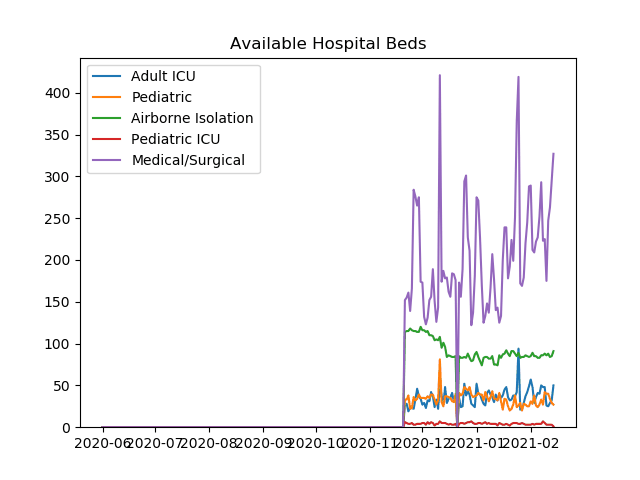 Available Hospital Beds
Adult ICU
Pediatric
Airborne Isolation
Pediatric ICU
Medical/Surgical
400
350
300
250
200
150
100
50
0
2020-06 2020-07 2020-08 2020-09 2020-10 2020-11 2020-12 2021-01 2021-02